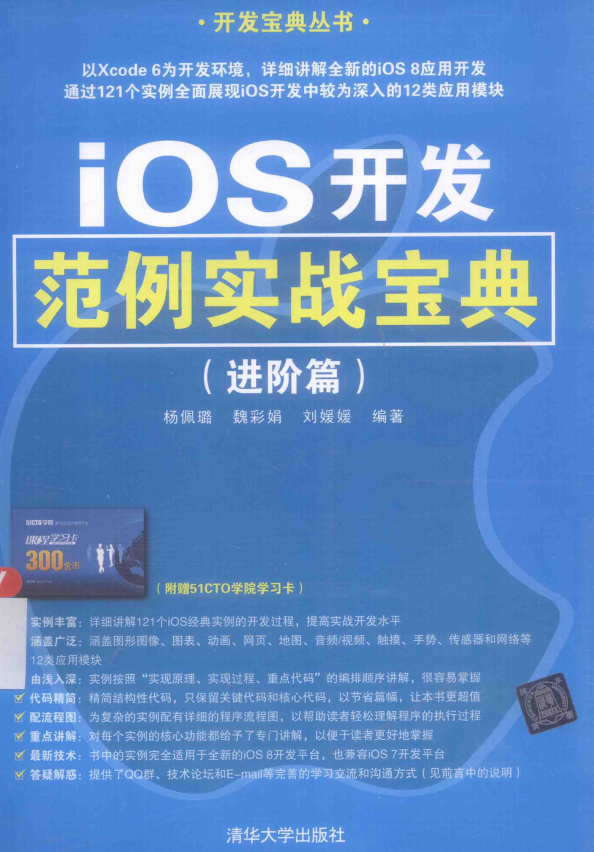 ·开发宝典丛书·
以Xcode 6为开发环境，详细讲解全新的iOS 8应用开发
通过121个实例全面展现iOS开发中较为深入的12类应用模块
iOS开发
范例实战宝典
（进阶篇）
杨佩璐 魏彩娟 刘媛媛 编著
51CTO学院
课程学习卡
300金币
（附赠51CTO学院学习卡）
实例丰富：详细讲解121个iOS经典实例的开发过程，提高实战开发水平
涵盖广泛：涵盖图形图像、图表、动画、网页、地图、音频/视频、触摸、手势、传感器和网络等
12类应用模块
由浅入深：实例按照“实现原理、实现过程、重点代码”的编排顺序讲解，很容易掌握
代码精简：精简结构性代码，只保留关键代码和核心代码，以节省篇幅，让本书更超值
配流程图：为复杂的实例配有详细的程序流程图，以帮助读者轻松理解程序的执行过程
重点讲解：对每个实例的核心功能都给予了专门讲解，以便于读者更好地掌握
最新技术：书中的实例完全适用于全新的iOS 8开发平台，也兼容iOS 7开发平台
答疑解惑：提供了QQ群、技术论坛和E-mail等完善的学习交流和沟通方式（见前言中的说明）
清华大学出版社